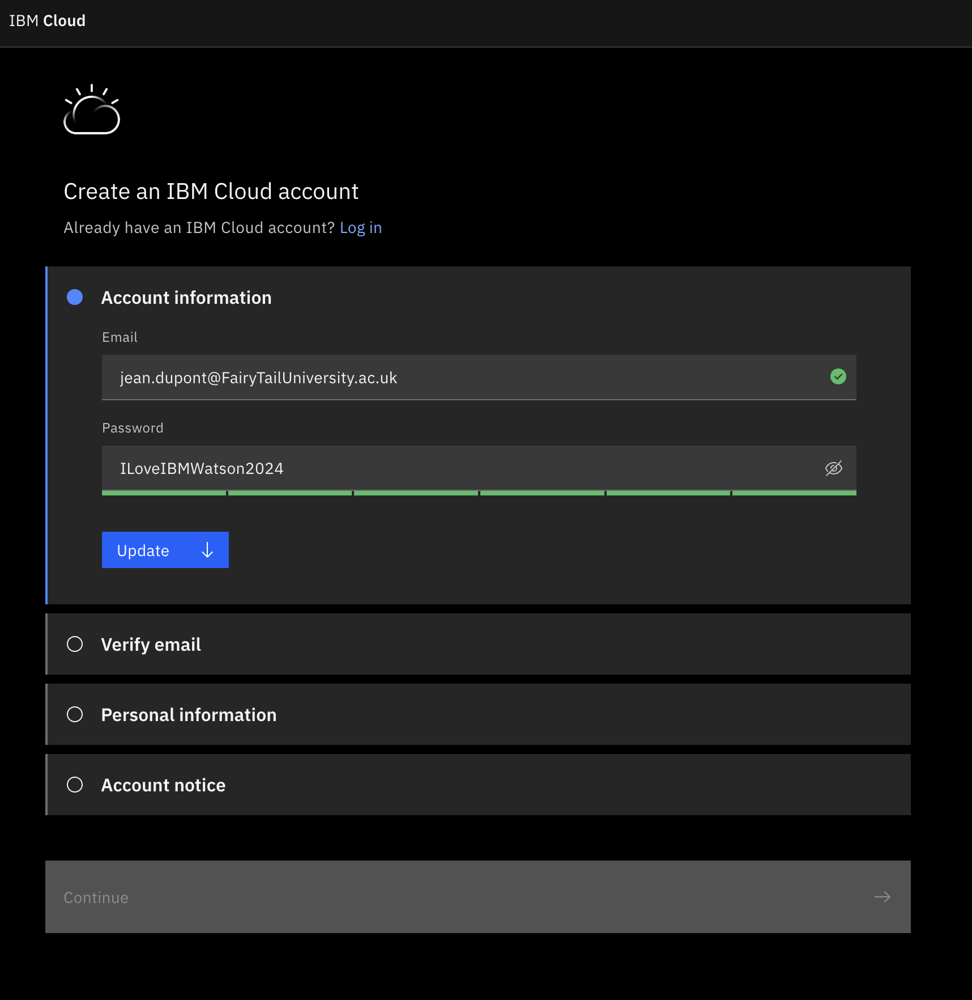 IBM Cloud
Create an IBM Cloud account
Already have an IBM Cloud account? Log in
Account information
Email
jean.dupont@FairyTailUniversity.ac.uk
Password
ILoveIBMWatson2024
Update
Verify email
Personal information
Account notice
Continue